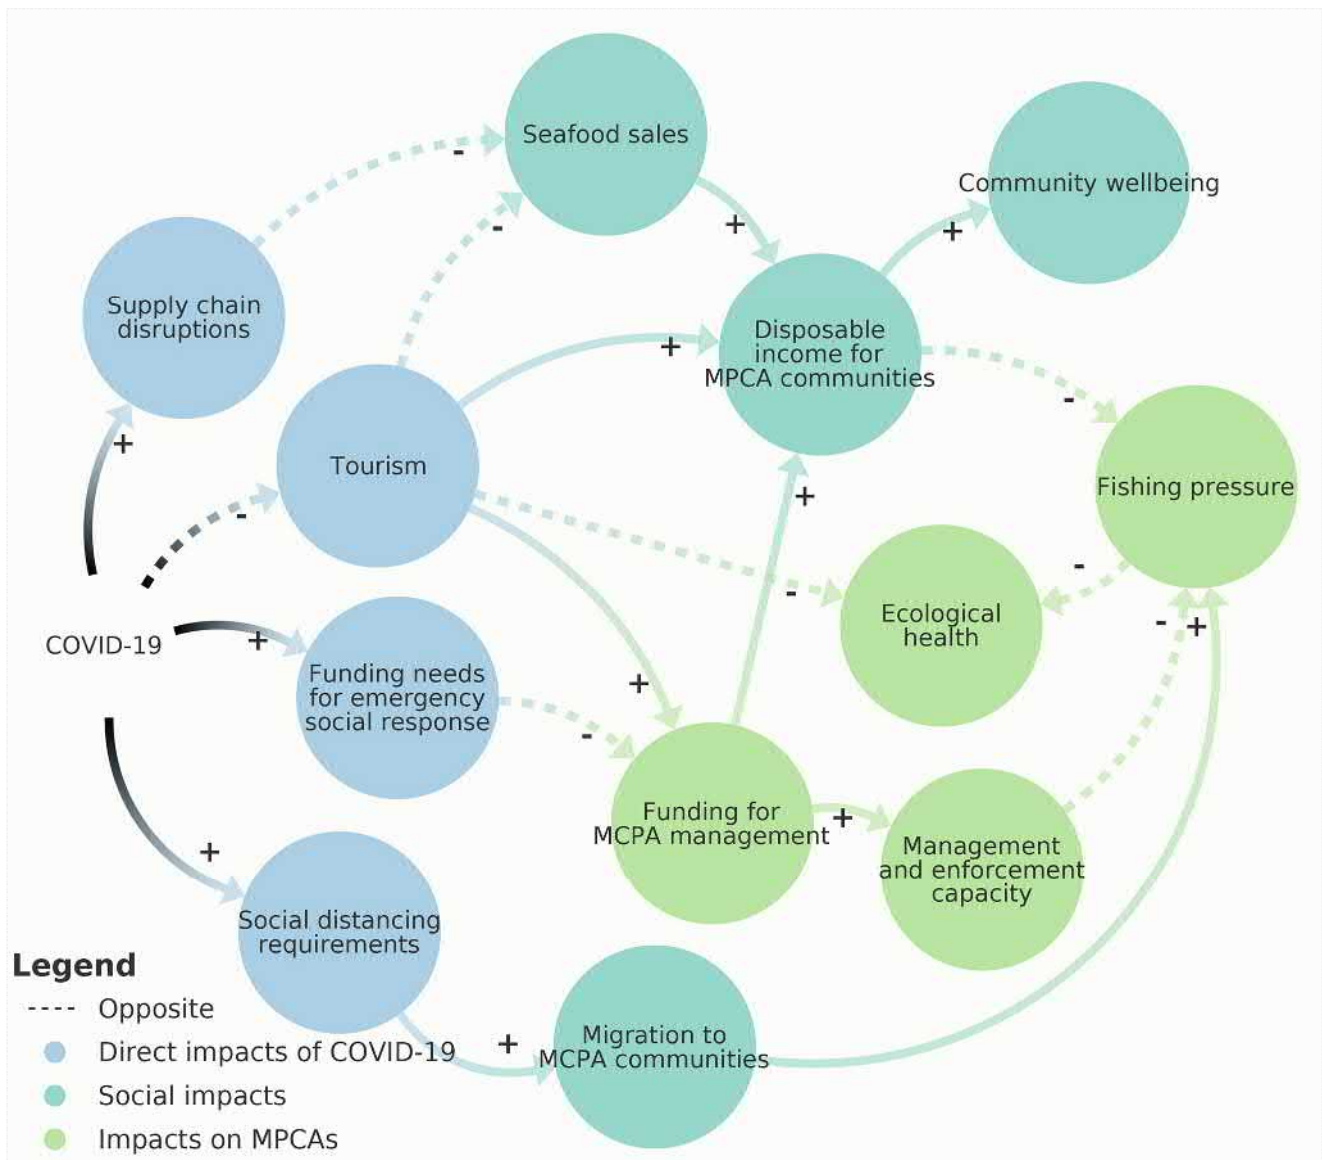 Seafood sales
-
Community wellbeing
-
+
+
Supply chain
disruptions
Disposable
income for
MPCA communities
+
-
+
Tourism
Fishing pressure
+
-
-
-
Ecological
health
COVID-19
+
-
+
Funding needs
for emergency
social response
+
-
Funding for
MCPA management
+
Management
and enforcement
capacity
+
Social distancing
requirements
Legend
Opposite
Direct impacts of COVID-19
Social impacts
Impacts on MPCAs
+
Migration to
MCPA communities